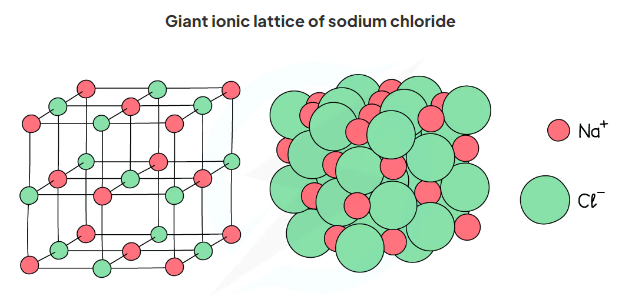 Giant ionic lattice of sodium chloride
Na⁺
Cl⁻